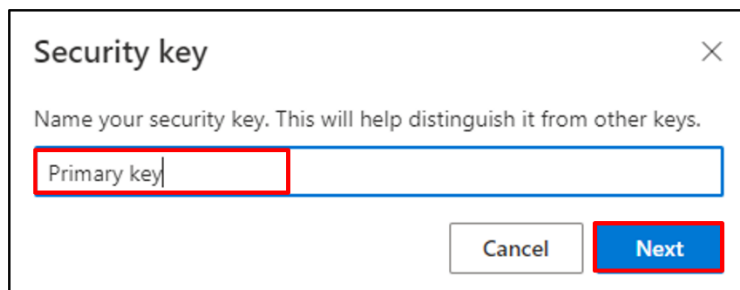 Security key
Name your security key. This will help distinguish it from other keys.
Primary key
Cancel
Next